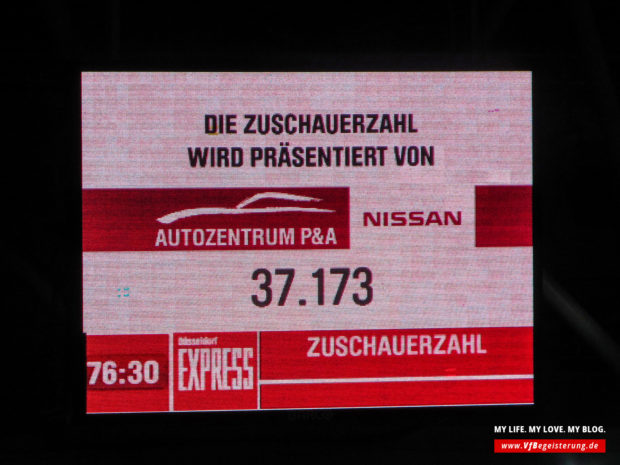 DIE ZUSCHAUERZAHL
WIRD PRÄSENTIERT VON
AUTOZENTRUM P&A
NISSAN
37.173
76:30
Düsseldorf
EXPRESS
ZUSCHAUERZAHL
MY LIFE. MY LOVE. MY BLOG.
www.VfBegeisterung.de